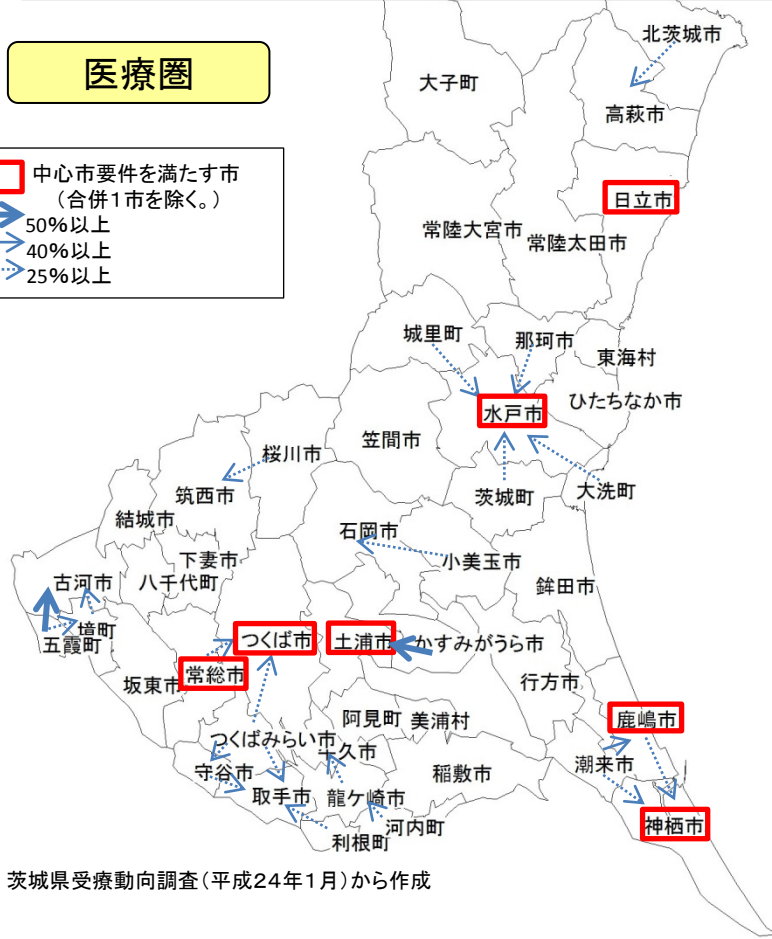 医療圏
中心市要件を満たす市
(合併1市を除く。)
50%以上
40%以上
25%以上
北茨城市
大子町
高萩市
日立市
常陸大宮市
常陸太田市
城里町
那珂市
東海村
ひたちなか市
水戸市
笠間市
桜川市
筑西市
茨城町
大洗町
結城市
石岡市
小美玉市
下妻市
古河市
八千代町
鉾田市
境町
五霞町
つくば市
土浦市
かすみがうら市
常総市
坂東市
行方市
阿見町
美浦村
鹿嶋市
つくばみらい市
牛久市
守谷市
稲敷市
潮来市
取手市
龍ケ崎市
神栖市
河内町
利根町
茨城県受療動向調査(平成24年1月)から作成